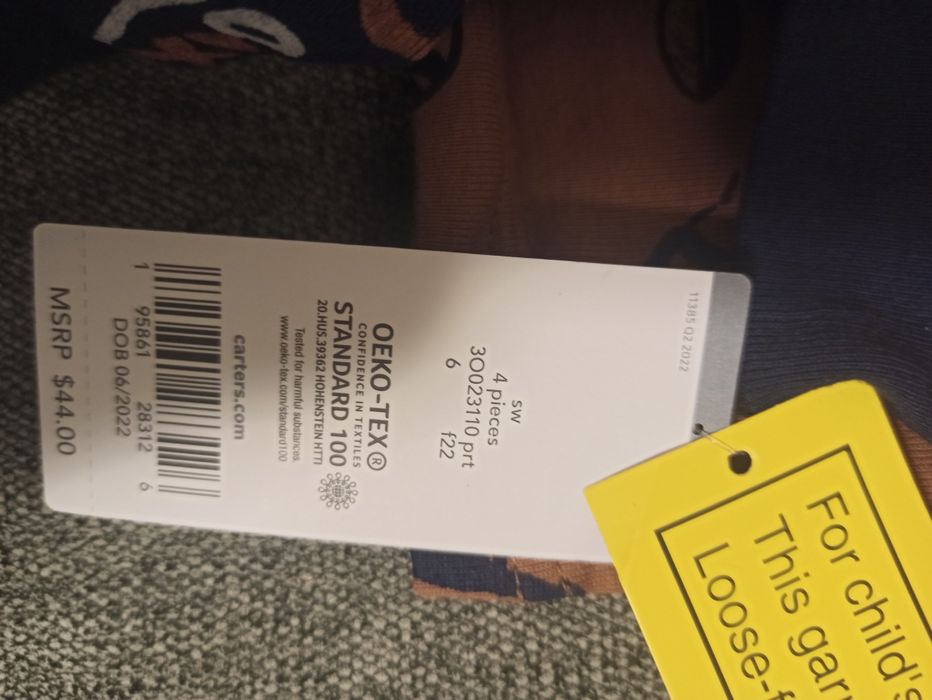 11385 Q2 2022
sw
4 pieces
3O023110 prt
6 f22
OEKO-TEX®
CONFIDENCE IN TEXTILES
STANDARD 100
20.HUS.39362 HOHENSTEIN HTTI
Tested for harmful substances.
www.oeko-tex.com/standard100
carters.com
1 95861 28312 6
DOB 06/2022
MSRP $44.00
For child's
This gar
Loose-f